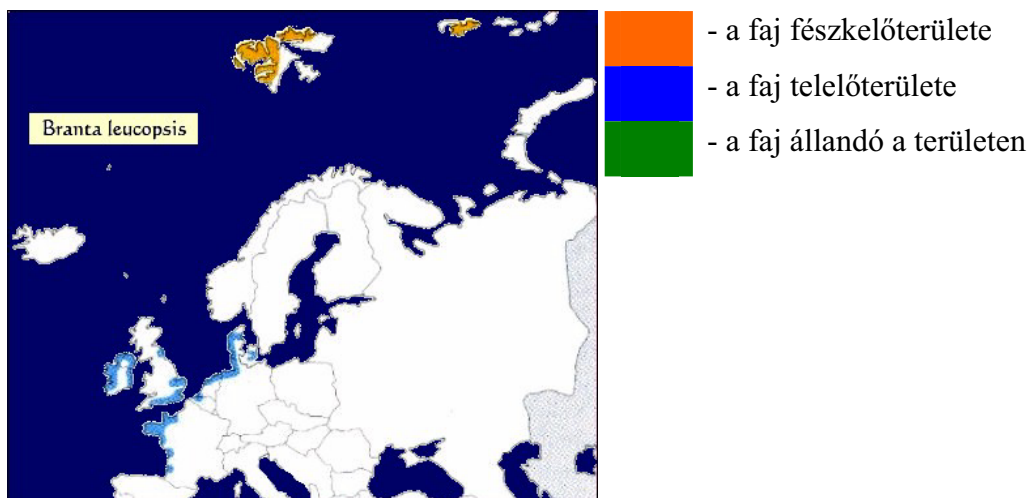 Branta leucopsis
- a faj fészkelőterülete
- a faj telelőterülete
- a faj állandó a területen